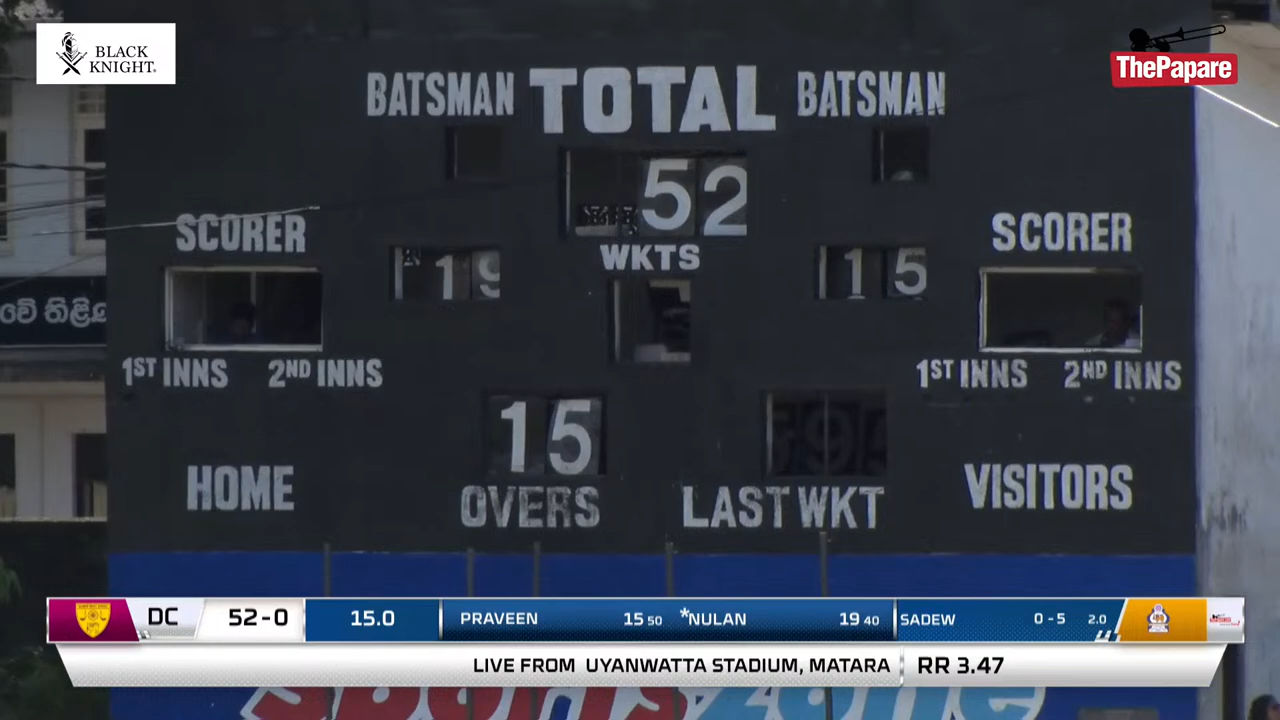 BLACK
KNIGHT
ThePapare
BATSMAN TOTAL BATSMAN
52
SCORER WKTS SCORER
19 15
1ST INNS 2ND INNS 1ST INNS 2ND INNS
15
HOME OVERS LAST WKT VISITORS
DC 52-0 15.0 PRAVEEN 15 50 *NULAN 19 40 SADEW 0-5 2.0
LIVE FROM UYANWATTA STADIUM, MATARA RR 3.47
Sports zone